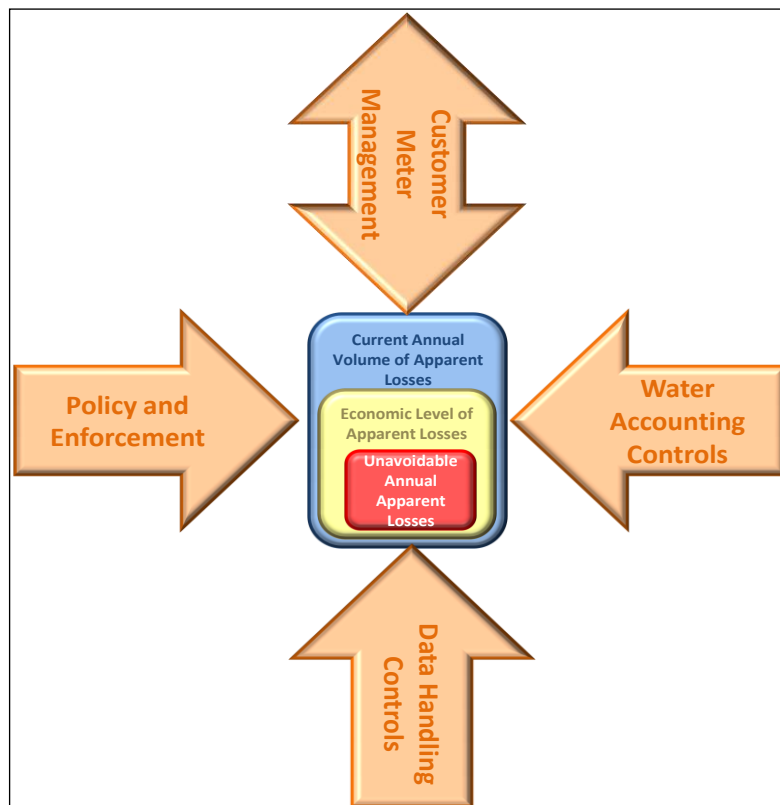 Customer
Meter
Management
Current Annual
Volume of Apparent
Losses
Policy and
Enforcement
Economic Level of
Apparent Losses
Water
Accounting
Controls
Unavoidable
Annual
Apparent
Losses
Data Handling
Controls